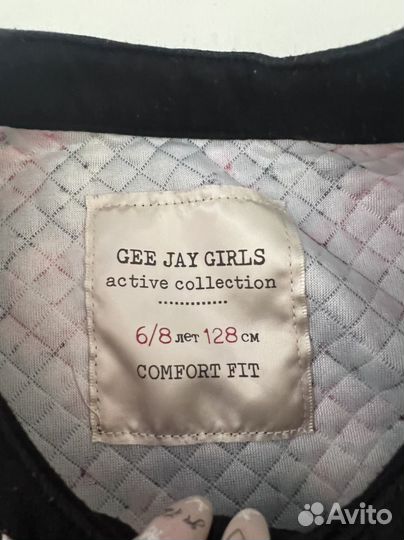 GEE JAY GIRLS
active collection
6/8 лет 128 см
COMFORT FIT
Avito